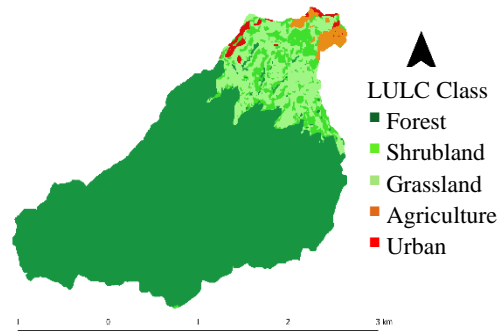 LULC Class
Forest
Shrubland
Grassland
Agriculture
Urban
1 0 1 2 3 km